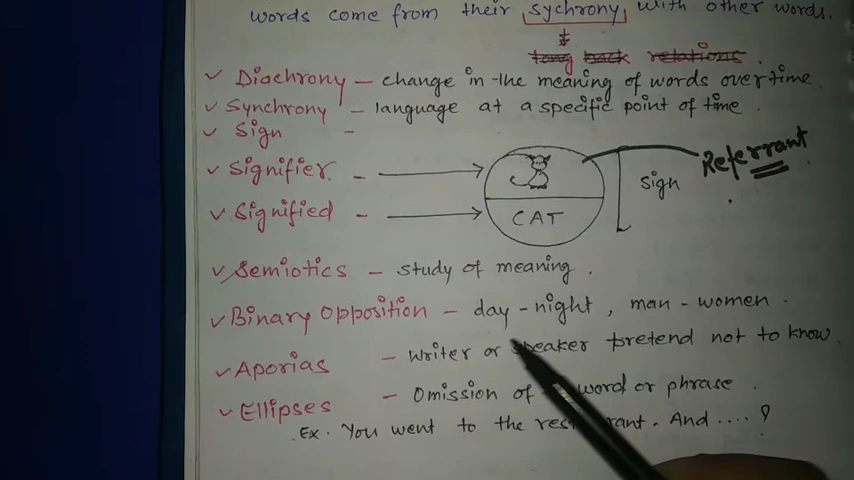 words come from their sychrony with other words.
tong back relations.
✓ Diachrony – change in the meaning of words over time.
✓ Synchrony – language at a specific point of time.
✓ Sign –
✓ Signifier –
✓ Signified –
CAT
Sign
Referrant
✓ Semiotics – study of meaning.
✓ Binary Opposition – day - night, man - women.
✓ Aporias – writer or speaker pretend not to know.
✓ Ellipses – Omission of word or phrase.
Ex. You went to the restaurant. And....?